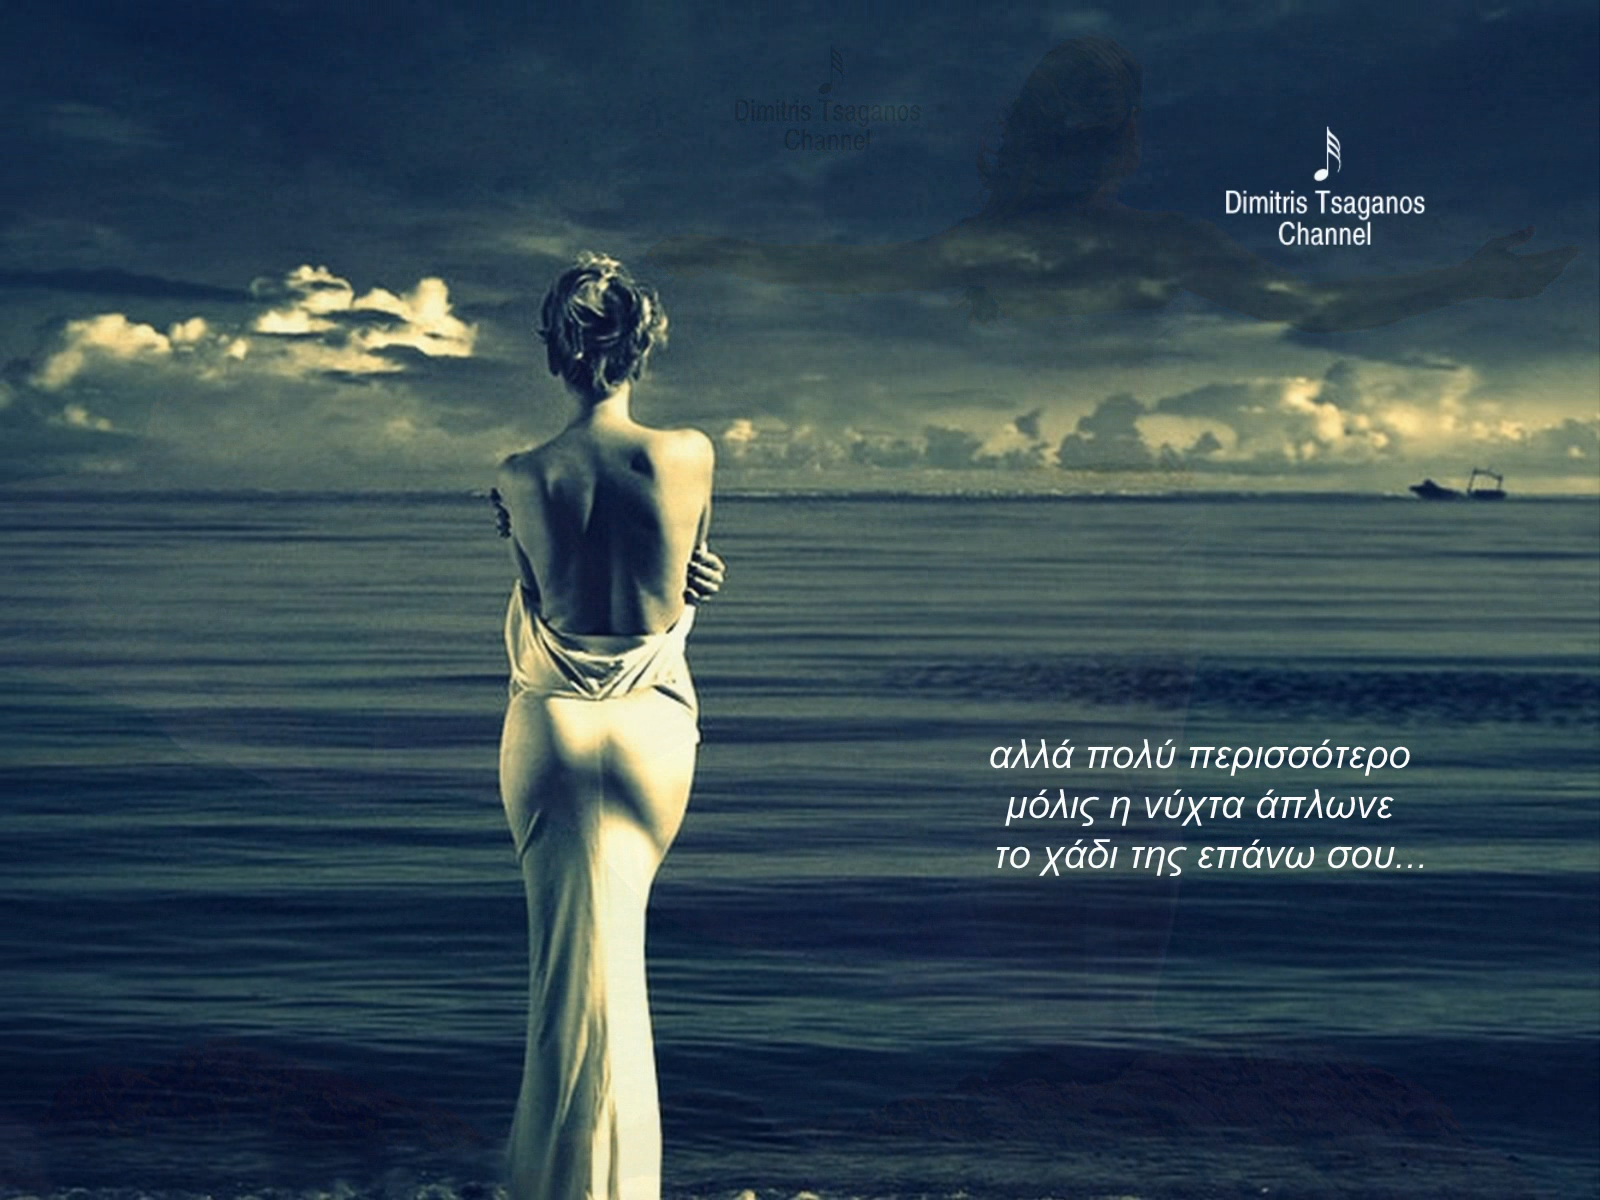 Dimitris Tsaganos
Channel
Dimitris Tsaganos
Channel
αλλά πολύ περισσότερο
μόλις η νύχτα άπλωνε
το χάδι της επάνω σου...